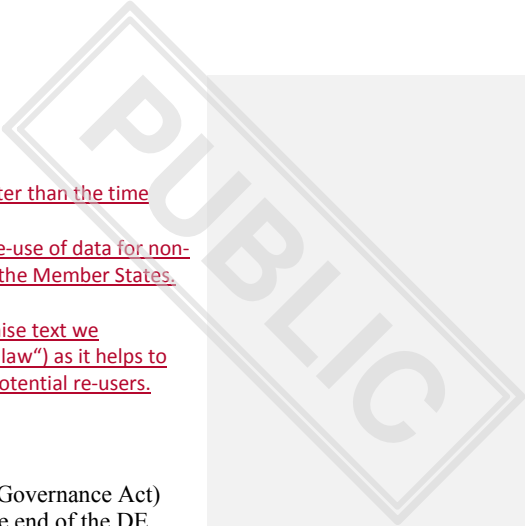 ter than the time
e-use of data for non-
the Member States.
ise text we
law“) as it helps to
otential re-users.
Governance Act)
e end of the DE
PUBLIC